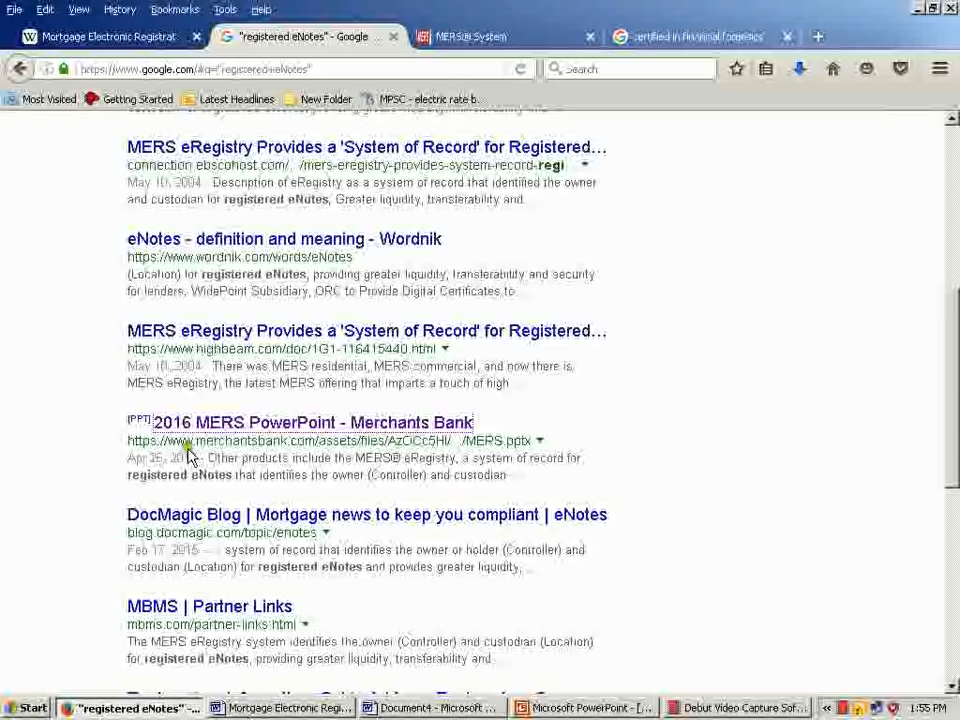 File Edit View History Bookmarks Tools Help
Mortgage Electronic Registrat
"registered eNotes" - Google ...
MERS® System
certified in financial forensics
https://www.google.com/#q="registered+eNotes"
Search
Most Visited Getting Started Latest Headlines New Folder MPSC - electric rate b...
MERS eRegistry Provides a 'System of Record' for Registered...
connection.ebscohost.com/.../mers-eregistry-provides-system-record-regi...
May 10, 2004 - Description of eRegistry as a system of record that identified the owner
and custodian for registered eNotes, Greater liquidity, transferability and...
eNotes - definition and meaning - Wordnik
https://www.wordnik.com/words/eNotes
(Location) for registered eNotes, providing greater liquidity, transferability and security
for lenders. WidePoint Subsidiary, ORC to Provide Digital Certificates to...
MERS eRegistry Provides a 'System of Record' for Registered...
https://www.highbeam.com/doc/1G1-116415440.html
May 10, 2004 - There was MERS residential, MERS commercial, and now there is
MERS eRegistry, the latest MERS offering that imparts a touch of high...
[PPT] 2016 MERS PowerPoint - Merchants Bank
https://www.merchantsbank.com/assets/files/AzOCc5Hl/.../MERS.pptx
Apr 26, - Other products include the MERS® eRegistry, a system of record for
registered eNotes that identifies the owner (Controller) and custodian...
DocMagic Blog | Mortgage news to keep you compliant | eNotes
blog.docmagic.com/topic/enotes
Feb 17, 2015 - ... system of record that identifies the owner or holder (Controller) and
custodian (Location) for registered eNotes and provides greater liquidity, ...
MBMS | Partner Links
mbms.com/partner-links.html
The MERS eRegistry system identifies the owner (Controller) and custodian (Location)
for registered eNotes, providing greater liquidity, transferability and...
Start "registered eNotes" -... Mortgage Electronic Regi... Document4 - Microsoft ... Microsoft PowerPoint - [... Debut Video Capture Sof... 1:55 PM